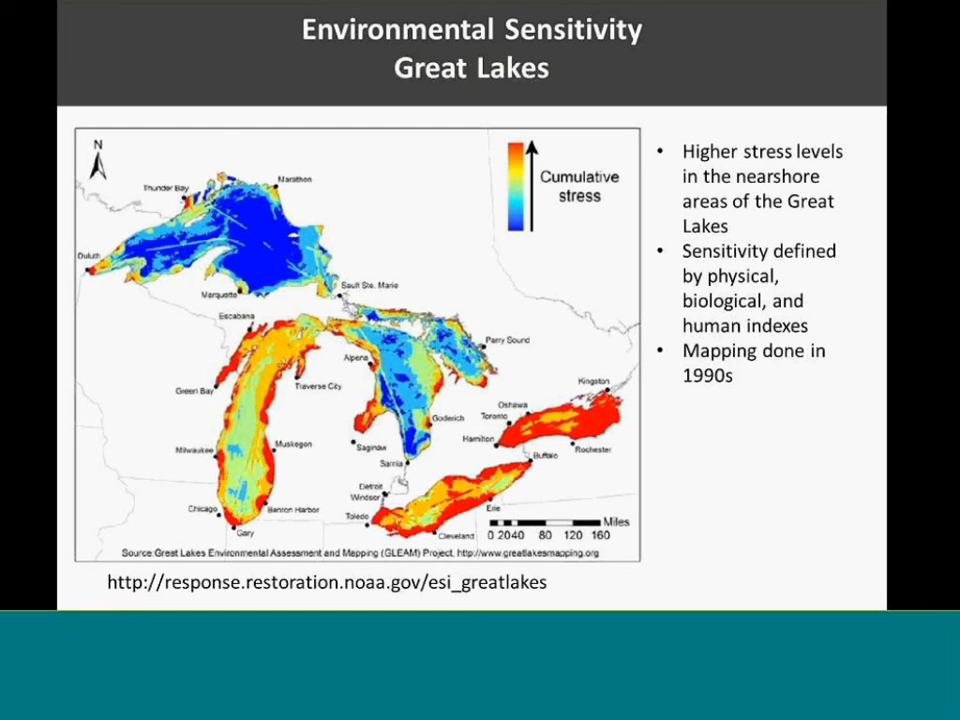 Environmental Sensitivity
Great Lakes
N
Cumulative
stress
Thunder Bay
Marathon
Duluth
Marquette
Sault Ste. Marie
Escabana
Parry Sound
Alpena
Green Bay
Traverse City
Kingston
Oshawa
Toronto
Goderich
Hamilton
Rochester
Milwaukee
Muskegon
Saginaw
Buffalo
Sarnia
Detroit
Windsor
Chicago
Benton Harbor
Toledo
Erie
Gary
Cleveland
Miles
0 2040 80 120 160
Source:Great Lakes Environmental Assessment and Mapping (GLEAM) Project, http://www.greatlakesmapping.org
http://response.restoration.noaa.gov/esi_greatlakes
• Higher stress levels
in the nearshore
areas of the Great
Lakes
• Sensitivity defined
by physical,
biological, and
human indexes
• Mapping done in
1990s